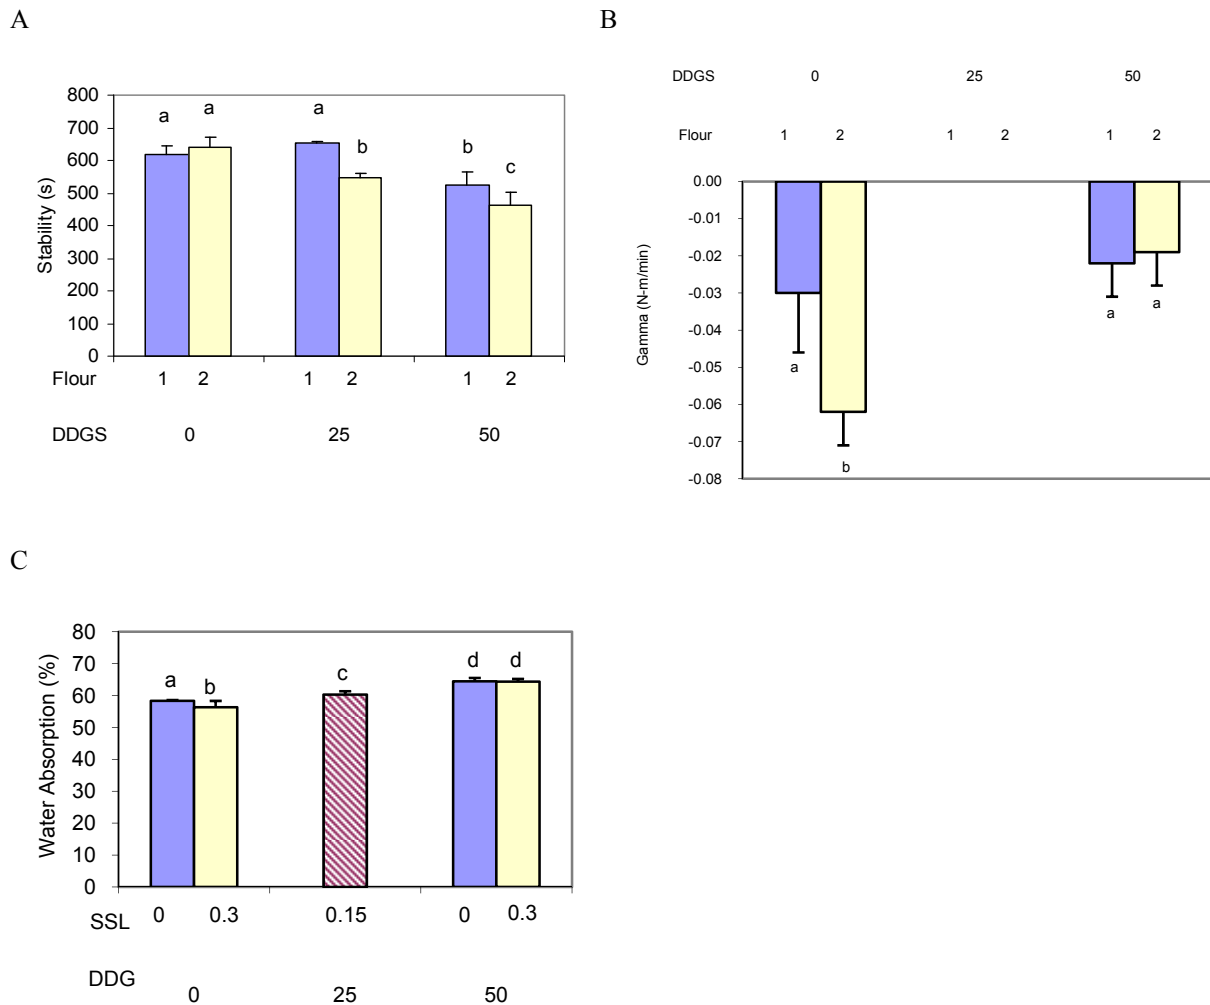 A
B
DDGS 0 25 50
Flour 1 2 1 2 1 2
800
700
600
500
400
300
200
100
0
Stability (s)
a a a b b c
Flour 1 2 1 2 1 2
DDGS 0 25 50
0.00
-0.01
-0.02
-0.03
-0.04
-0.05
-0.06
-0.07
-0.08
Gamma (N-m/min)
a b a a
C
80
70
60
50
40
30
20
10
0
Water Absorption (%)
a b c d d
SSL 0 0.3 0.15 0 0.3
DDG 0 25 50